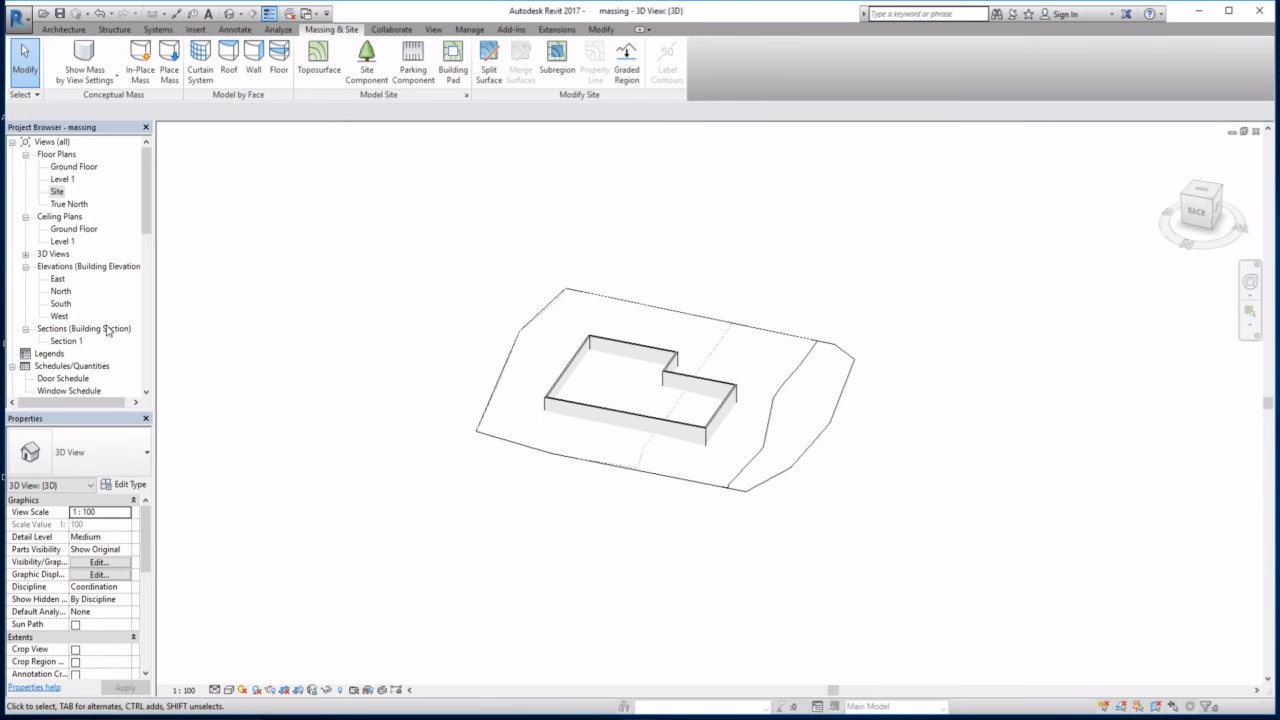 Autodesk Revit 2017 - massing - 3D View: {3D}
Type a keyword or phrase
Sign In
Architecture Structure Systems Insert Annotate Analyze Massing & Site Collaborate View Manage Add-Ins Extensions Modify
Modify
Show Mass by View Settings
In-Place Mass
Place Mass
Curtain System
Roof
Wall
Floor
Toposurface
Site Component
Parking Component
Building Pad
Split Surface
Merge Surfaces
Subregion
Property Line
Graded Region
50
Label Contours
Select
Conceptual Mass
Model by Face
Model Site
Modify Site
Project Browser - massing
Views (all)
Floor Plans
Ground Floor
Level 1
Site
True North
Ceiling Plans
Ground Floor
Level 1
3D Views
Elevations (Building Elevation
East
North
South
West
Sections (Building Section)
Section 1
Legends
Schedules/Quantities
Door Schedule
Window Schedule
Properties
3D View
3D View: {3D}
Edit Type
Graphics
View Scale 1 : 100
Scale Value 1: 100
Detail Level Medium
Parts Visibility Show Original
Visibility/Grap... Edit...
Graphic Displ... Edit...
Discipline Coordination
Show Hidden ... By Discipline
Default Analy... None
Sun Path
Extents
Crop View
Crop Region ...
Annotation Cr...
Properties help
Apply
BACK
1 : 100
Click to select, TAB for alternates, CTRL adds, SHIFT unselects.
:0
Main Model
:0